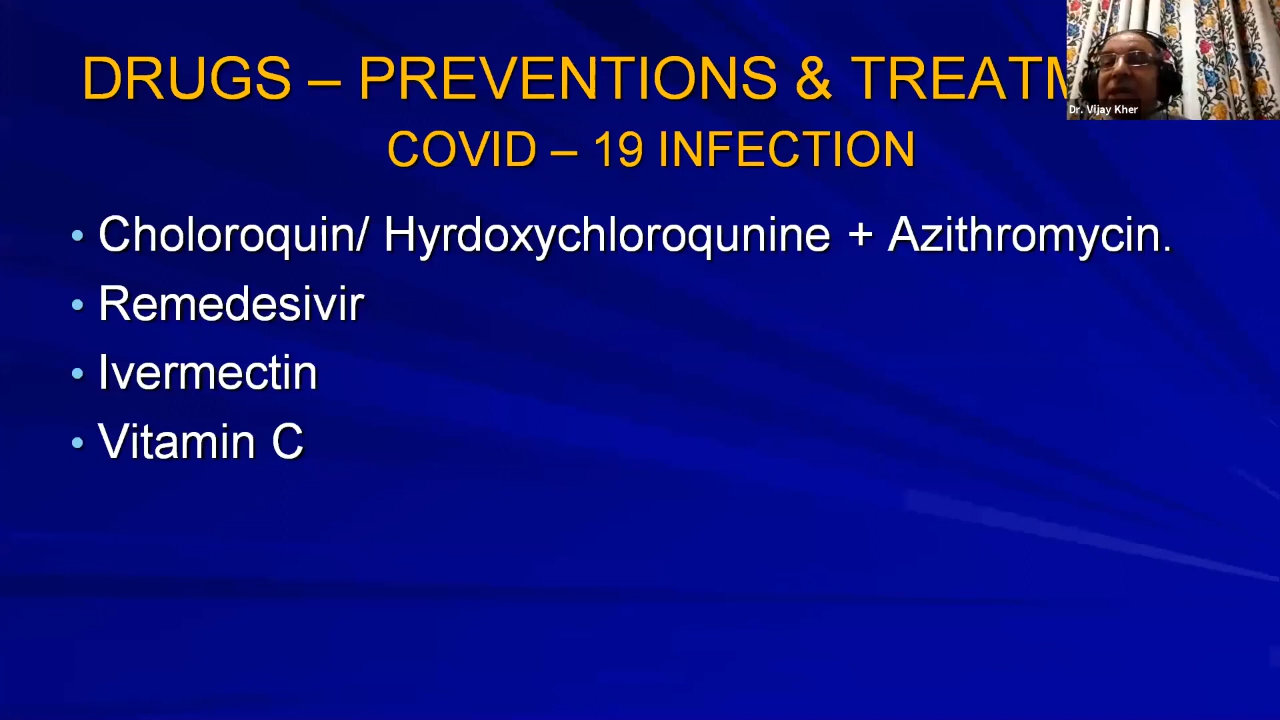 DRUGS – PREVENTIONS & TREATM
Dr. Vijay Kher
COVID – 19 INFECTION
• Choloroquin/ Hyrdoxychloroqunine + Azithromycin.
• Remedesivir
• Ivermectin
• Vitamin C